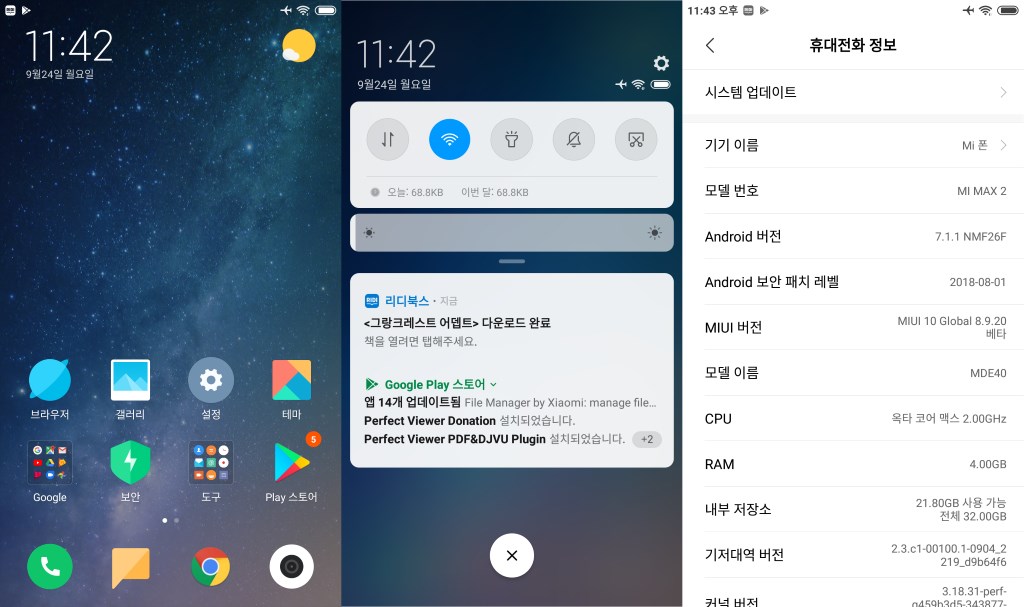 11:42
9월24일 월요일
브라우저
갤러리
설정
테마
Google
보안
도구
5
Play 스토어
11:42
9월24일 월요일
오늘: 68.8KB 이번 달: 68.8KB
RIDI 리디북스 • 지금
<그랑크레스트 어뎁트> 다운로드 완료
책을 열려면 탭해주세요.
Google Play 스토어
앱 14개 업데이트됨 File Manager by Xiaomi: manage file…
Perfect Viewer Donation 설치되었습니다.
Perfect Viewer PDF&DJVU Plugin 설치되었습니다. +2
11:43 오후
휴대전화 정보
시스템 업데이트
기기 이름 Mi 폰
모델 번호 MI MAX 2
Android 버전 7.1.1 NMF26F
Android 보안 패치 레벨 2018-08-01
MIUI 버전 MIUI 10 Global 8.9.20
베타
모델 이름 MDE40
CPU 옥타 코어 맥스 2.00GHz
RAM 4.00GB
내부 저장소 21.80GB 사용 가능
전체 32.00GB
기저대역 버전 2.3.c1-00100.1-0904_2
219_d9b64f6
커널 버전 3.18.31-perf-
g459b3d5-343877-